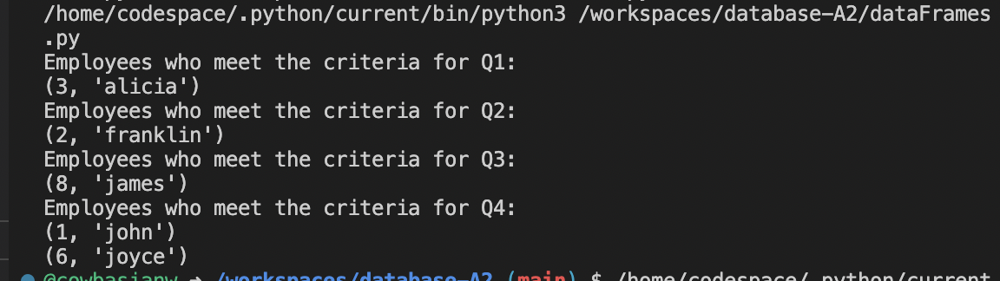 /home/codespace/.python/current/bin/python3 /workspaces/database-A2/dataFrames
.py
Employees who meet the criteria for Q1:
(3, 'alicia')
Employees who meet the criteria for Q2:
(2, 'franklin')
Employees who meet the criteria for Q3:
(8, 'james')
Employees who meet the criteria for Q4:
(1, 'john')
(6, 'joyce')
@cowbasianw ➜ /workspaces/database-A2 (main) $ /home/codespace/.python/current